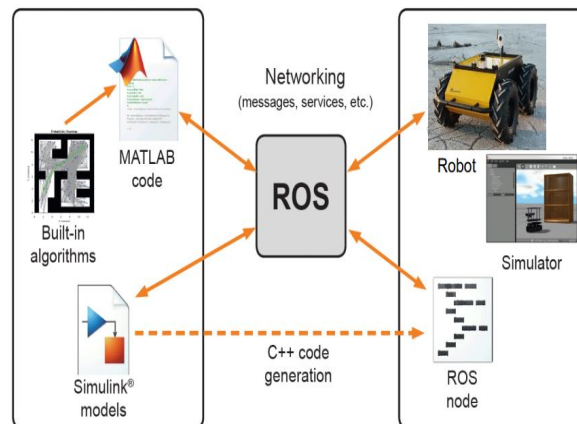 MATLAB
code
Built-in
algorithms
Simulink®
models
Networking
(messages, services, etc.)
ROS
C++ code
generation
Robot
Simulator
ROS
node